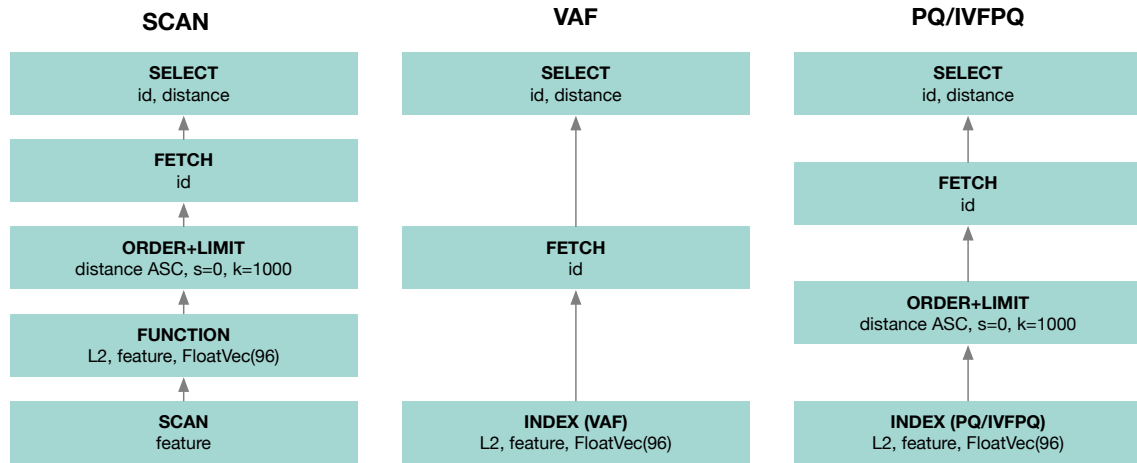 SCAN
SELECT
id, distance
FETCH
id
ORDER+LIMIT
distance ASC, s=0, k=1000
FUNCTION
L2, feature, FloatVec(96)
SCAN
feature
VAF
SELECT
id, distance
FETCH
id
INDEX (VAF)
L2, feature, FloatVec(96)
PQ/IVFPQ
SELECT
id, distance
FETCH
id
ORDER+LIMIT
distance ASC, s=0, k=1000
INDEX (PQ/IVFPQ)
L2, feature, FloatVec(96)